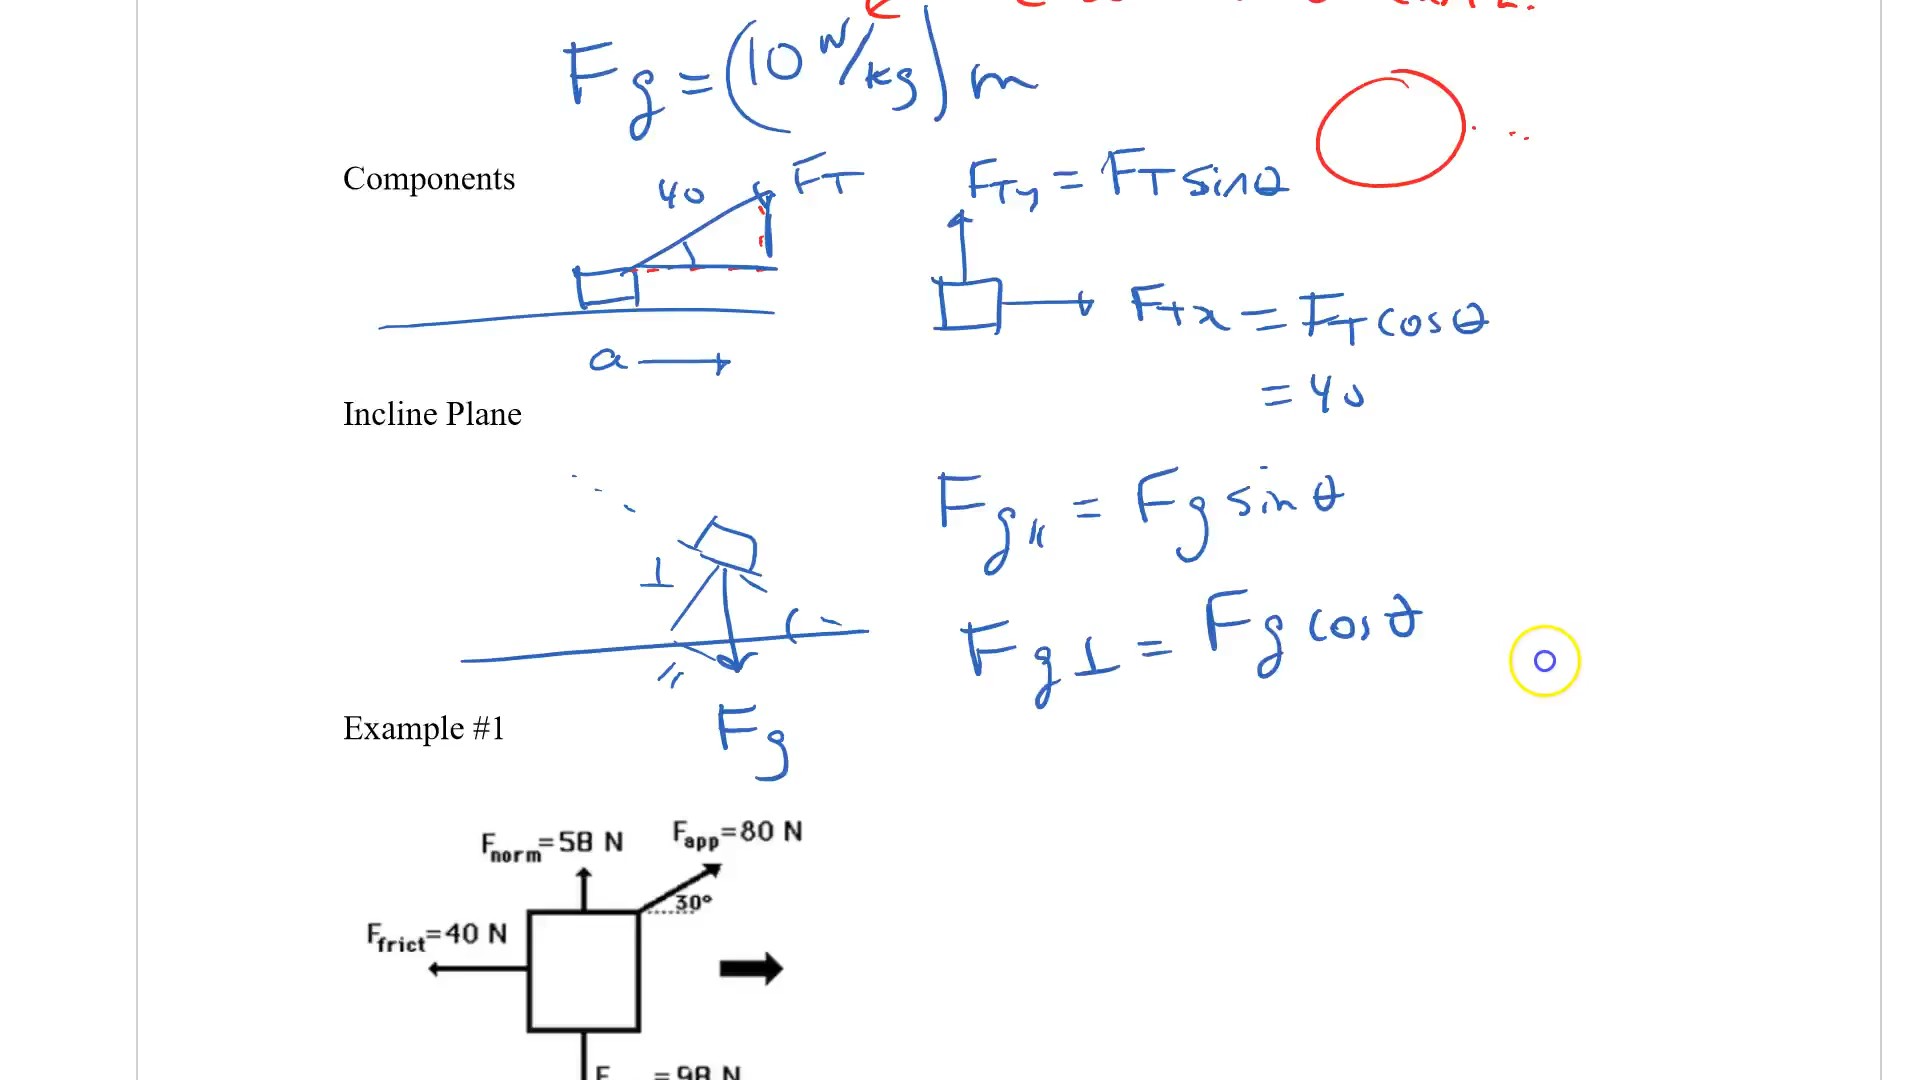 Fg = (10 N/kg) m
Components
40 FT
FTy = FT sinθ
FTx = FT cosθ
a
= 40
Incline Plane
Fg∥ = Fg sinθ
⊥
Fg⊥ = Fg cosθ
∥
Fg
Example #1
Fnorm=58 N
Fapp=80 N
30°
Ffrict=40 N
F = 98 N